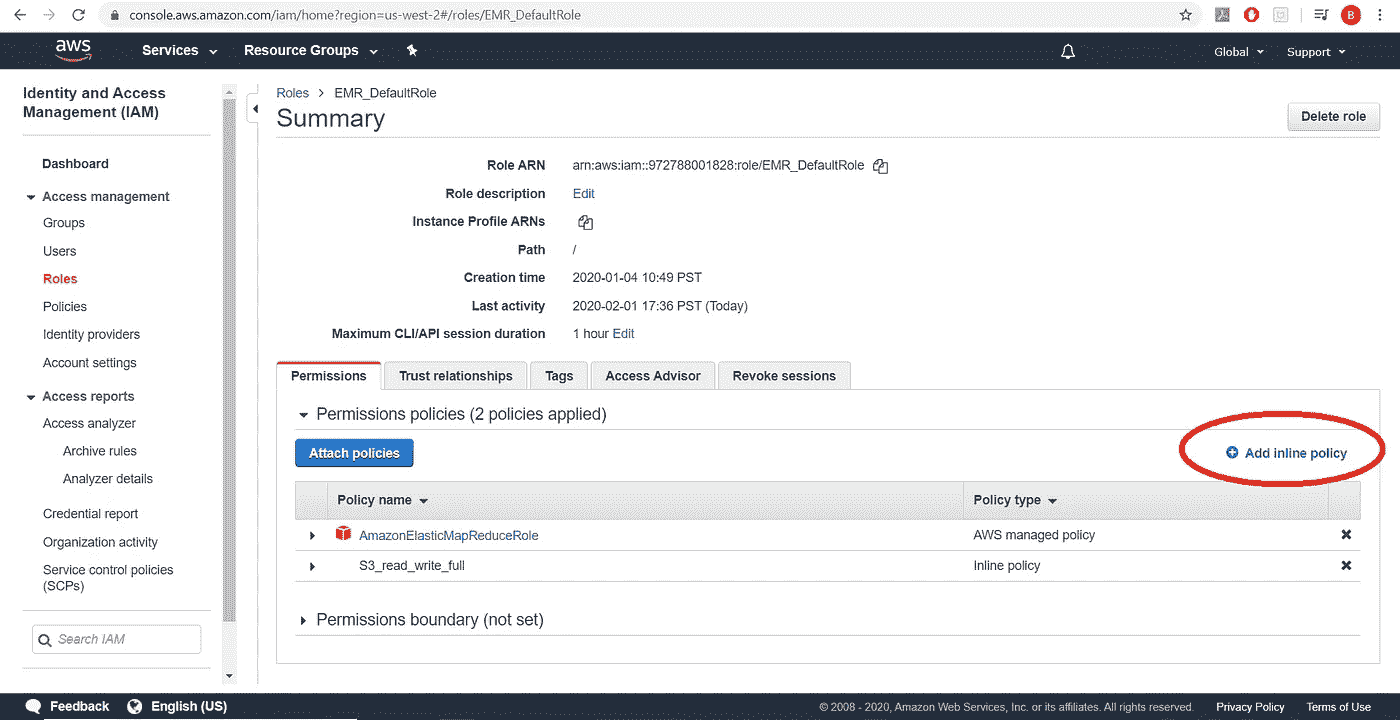 console.aws.amazon.com/iam/home?region=us-west-2#/roles/EMR_DefaultRole
B
aws Services Resource Groups Global Support
Identity and Access
Management (IAM)
Dashboard
Access management
Groups
Users
Roles
Policies
Identity providers
Account settings
Access reports
Access analyzer
Archive rules
Analyzer details
Credential report
Organization activity
Service control policies
(SCPs)
Search IAM
Roles > EMR_DefaultRole
Summary
Delete role
Role ARN arn:aws:iam::972788001828:role/EMR_DefaultRole
Role description Edit
Instance Profile ARNs
Path /
Creation time 2020-01-04 10:49 PST
Last activity 2020-02-01 17:36 PST (Today)
Maximum CLI/API session duration 1 hour Edit
Permissions Trust relationships Tags Access Advisor Revoke sessions
Permissions policies (2 policies applied)
Attach policies Add inline policy
Policy name Policy type
AmazonElasticMapReduceRole AWS managed policy
S3_read_write_full Inline policy
Permissions boundary (not set)
Feedback English (US) © 2008 - 2020, Amazon Web Services, Inc. or its affiliates. All rights reserved. Privacy Policy Terms of Use